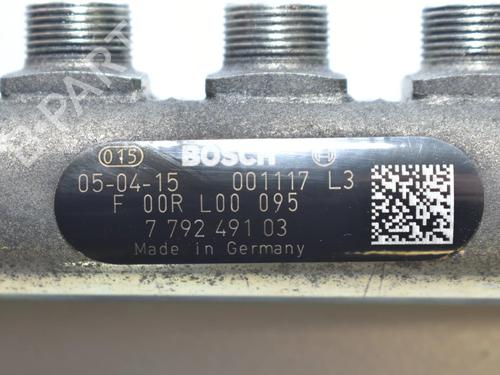 015 BOSCH
05-04-15 001117 L3
F 00R L00 095
7 792 491 03
Made in Germany
B-PARTS